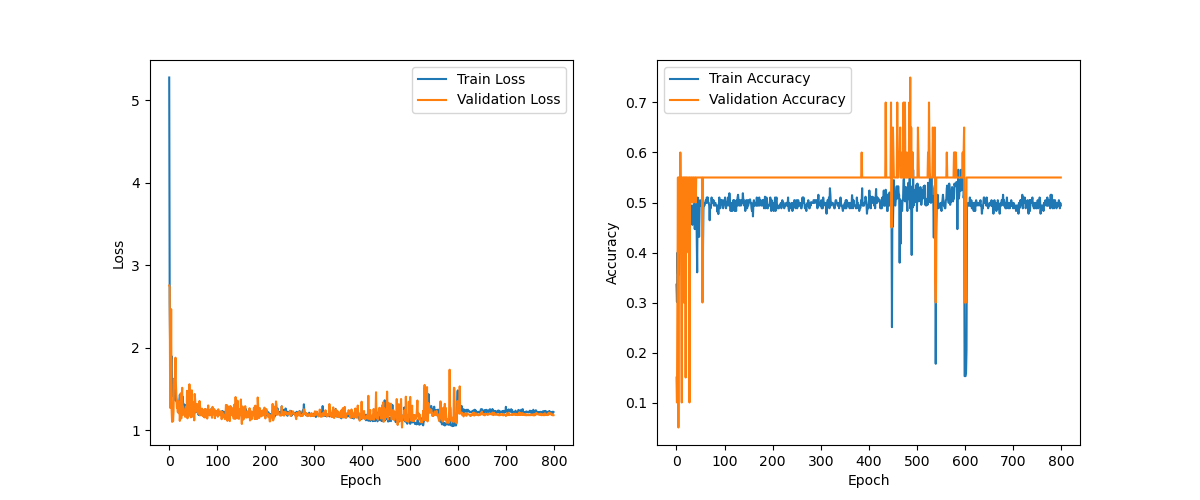 Train Loss
Validation Loss
5
4
3
2
1
0 100 200 300 400 500 600 700 800
Epoch
Loss
Train Accuracy
Validation Accuracy
0.7
0.6
0.5
0.4
0.3
0.2
0.1
0 100 200 300 400 500 600 700 800
Epoch
Accuracy